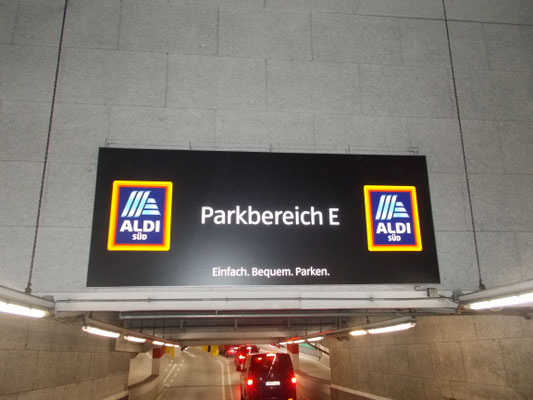 ALDI
SÜD
Parkbereich E
ALDI
SÜD
Einfach. Bequem. Parken.